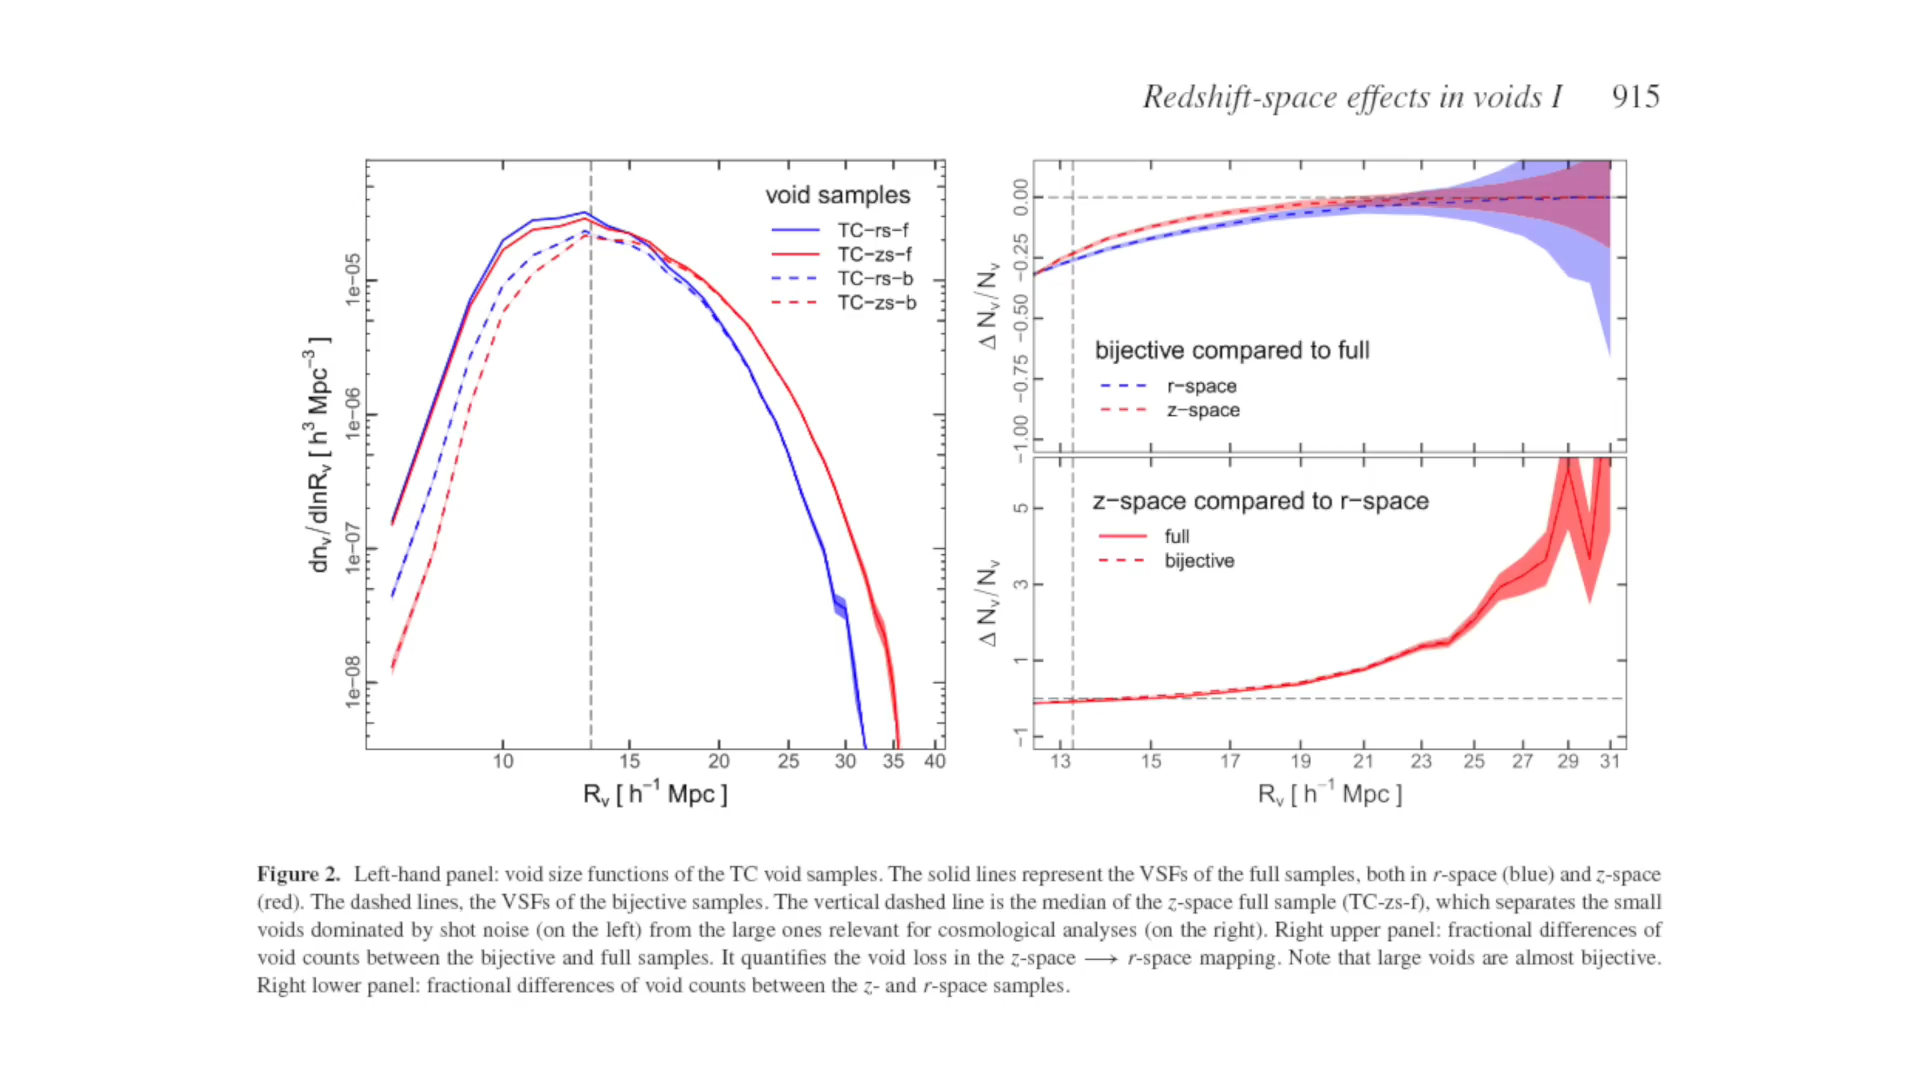 Redshift-space effects in voids I 915
void samples
TC−rs−f
TC−zs−f
TC−rs−b
TC−zs−b
dnv/dlnRv [ h³ Mpc⁻³ ]
1e−05
1e−06
1e−07
1e−08
10 15 20 25 30 35 40
Rv [ h⁻¹ Mpc ]
Δ Nv/Nv
0.00
−0.25
−0.50
−0.75
−1.00
bijective compared to full
r−space
z−space
Δ Nv/Nv
5
3
1
−1
z−space compared to r−space
full
bijective
13 15 17 19 21 23 25 27 29 31
Rv [ h⁻¹ Mpc ]
Figure 2. Left-hand panel: void size functions of the TC void samples. The solid lines represent the VSFs of the full samples, both in r-space (blue) and z-space
(red). The dashed lines, the VSFs of the bijective samples. The vertical dashed line is the median of the z-space full sample (TC-zs-f), which separates the small
voids dominated by shot noise (on the left) from the large ones relevant for cosmological analyses (on the right). Right upper panel: fractional differences of
void counts between the bijective and full samples. It quantifies the void loss in the z-space ⟶ r-space mapping. Note that large voids are almost bijective.
Right lower panel: fractional differences of void counts between the z- and r-space samples.